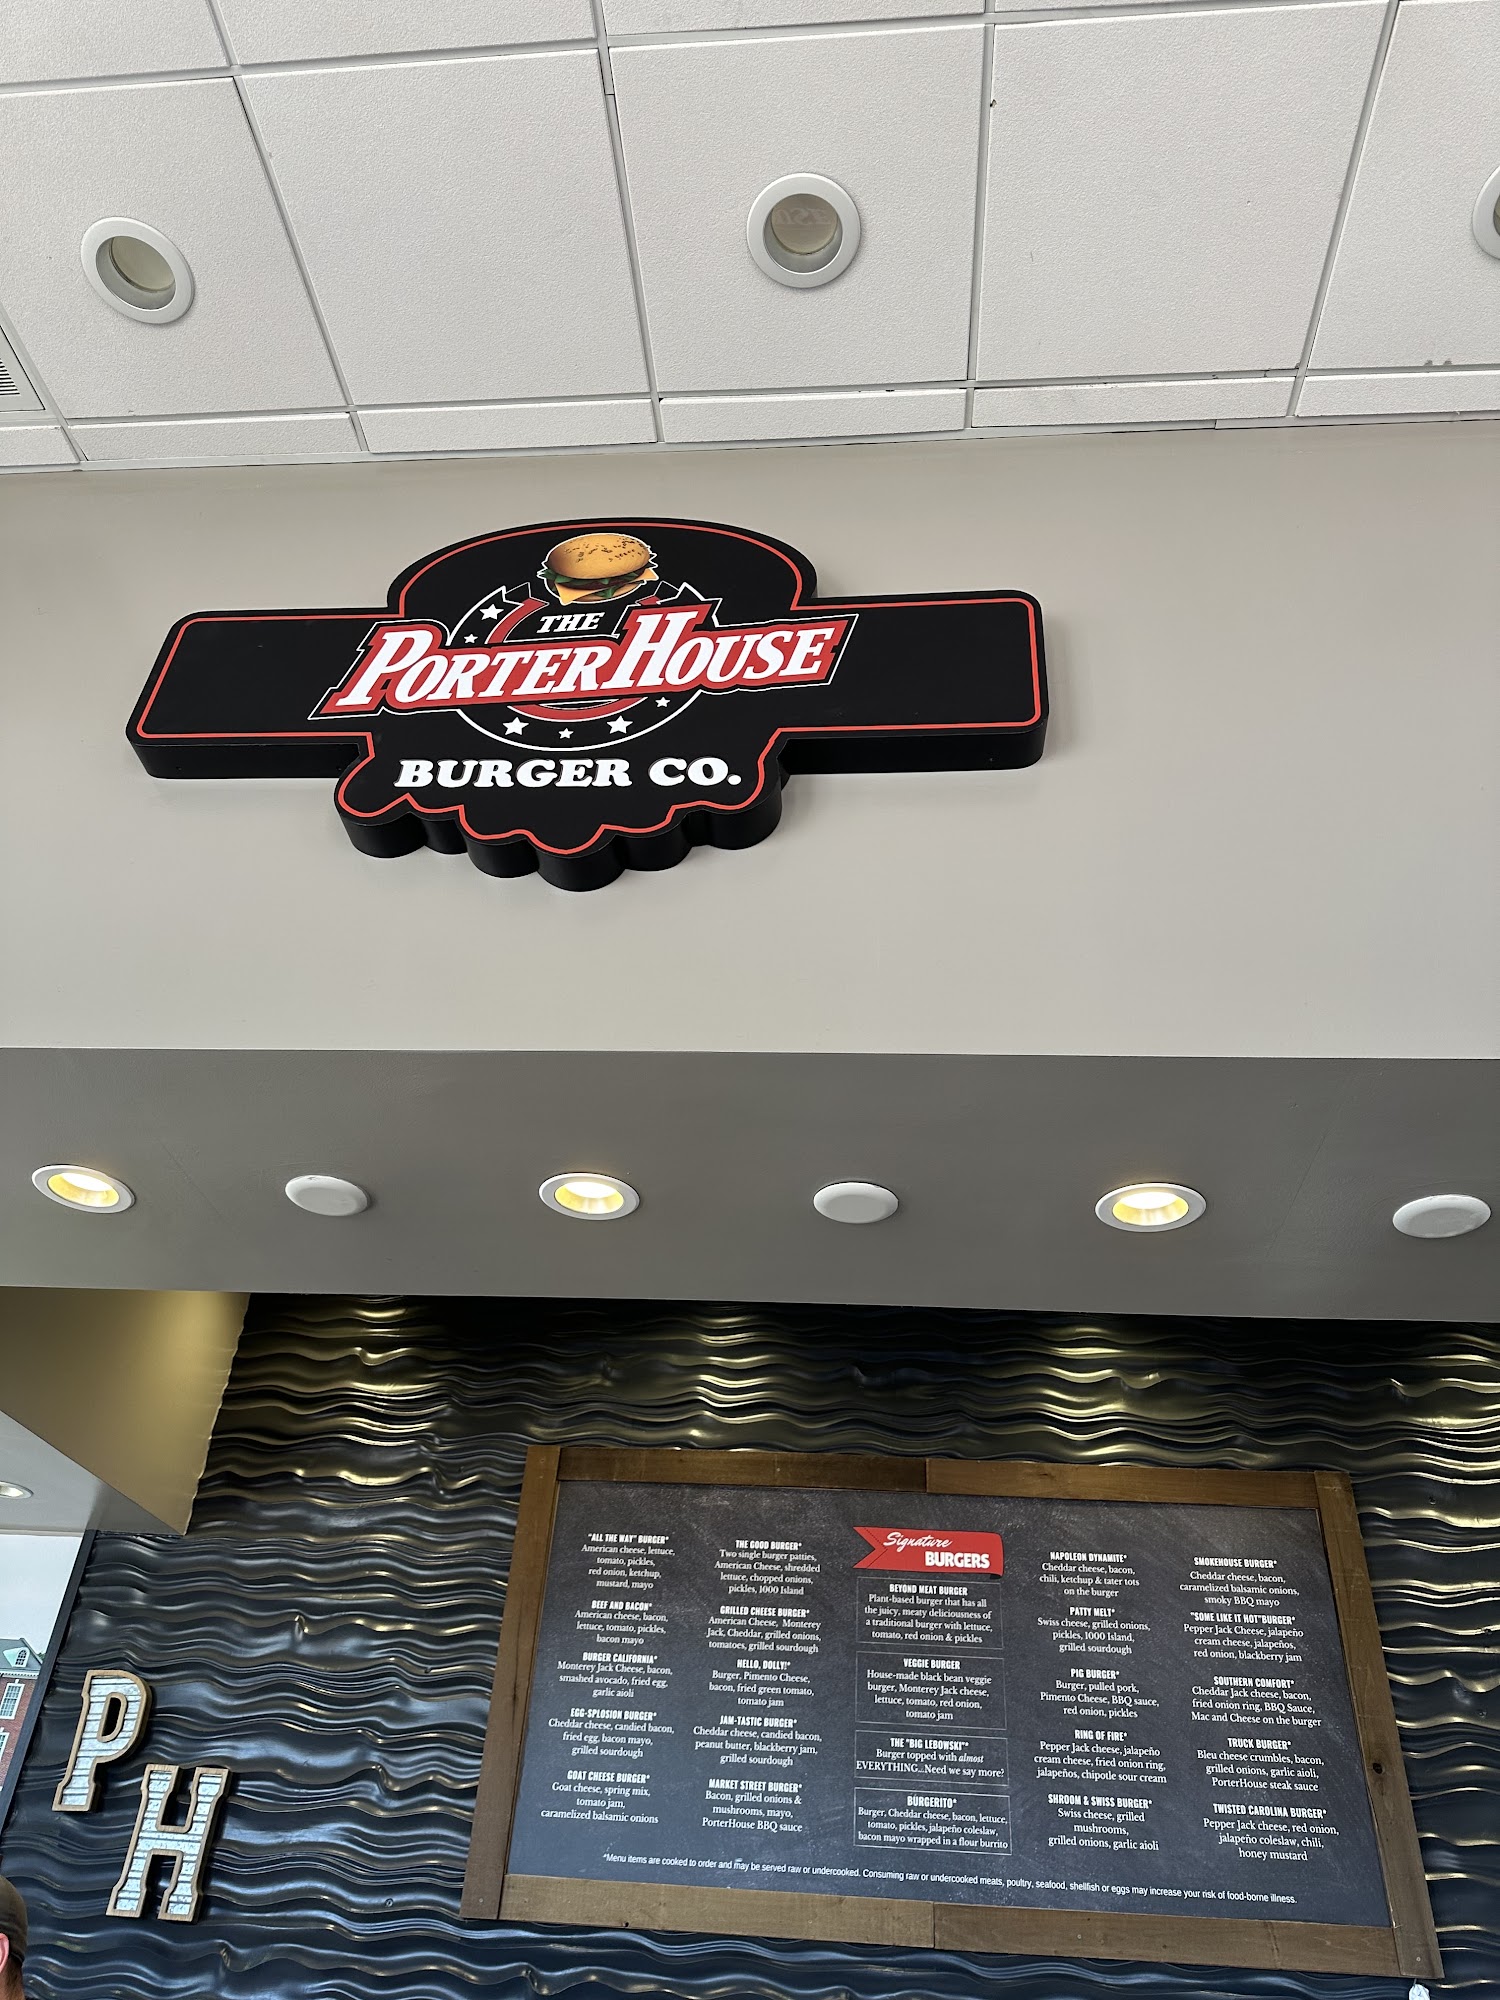 THE
PORTERHOUSE
BURGER CO.
PH
"ALL THE WAY" BURGER*
American cheese, lettuce,
tomato, pickles,
red onion, ketchup,
mustard, mayo
BEEF AND BACON*
American cheese, bacon,
lettuce, tomato, pickles,
bacon mayo
BURGER CALIFORNIA*
Monterey Jack Cheese, bacon,
smashed avocado, fried egg,
garlic aioli
EGG-SPLOSION BURGER*
Cheddar cheese, candied bacon,
fried egg, bacon mayo,
grilled sourdough
GOAT CHEESE BURGER*
Goat cheese, spring mix,
tomato jam,
caramelized balsamic onions
THE GOOD BURGER*
Two single burger patties,
American Cheese, shredded
lettuce, chopped onions,
pickles, 1000 Island
GRILLED CHEESE BURGER*
American Cheese, Monterey
Jack, Cheddar, grilled onions,
tomatoes, grilled sourdough
HELLO, DOLLY!*
Burger, Pimento Cheese,
bacon, fried green tomato,
tomato jam
JAM-TASTIC BURGER*
Cheddar cheese, candied bacon,
peanut butter, blackberry jam,
grilled sourdough
MARKET STREET BURGER*
Bacon, grilled onions &
mushrooms, mayo,
PorterHouse BBQ sauce
Signature
BURGERS
BEYOND MEAT BURGER
Plant-based burger that has all
the juicy, meaty deliciousness of
a traditional burger with lettuce,
tomato, red onion & pickles
VEGGIE BURGER
House-made black bean veggie
burger, Monterey Jack cheese,
lettuce, tomato, red onion,
tomato jam
THE "BIG LEBOWSKI"*
Burger topped with almost
EVERYTHING...Need we say more?
BURGERITO*
Burger, Cheddar cheese, bacon, lettuce,
tomato, pickles, jalapeño coleslaw,
bacon mayo wrapped in a flour burrito
NAPOLEON DYNAMITE*
Cheddar cheese, bacon,
chili, ketchup & tater tots
on the burger
PATTY MELT*
Swiss cheese, grilled onions,
pickles, 1000 Island,
grilled sourdough
PIG BURGER*
Burger, pulled pork,
Pimento Cheese, BBQ sauce,
red onion, pickles
RING OF FIRE*
Pepper Jack cheese, jalapeño
cream cheese, fried onion ring,
jalapeños, chipotle sour cream
SHROOM & SWISS BURGER*
Swiss cheese, grilled
mushrooms,
grilled onions, garlic aioli
SMOKEHOUSE BURGER*
Cheddar cheese, bacon,
caramelized balsamic onions,
smoky BBQ mayo
"SOME LIKE IT HOT" BURGER*
Pepper Jack Cheese, jalapeño
cream cheese, jalapeños,
red onion, blackberry jam
SOUTHERN COMFORT*
Cheddar Jack cheese, bacon,
fried onion ring, BBQ Sauce,
Mac and Cheese on the burger
TRUCK BURGER*
Bleu cheese crumbles, bacon,
grilled onions, garlic aioli,
PorterHouse steak sauce
TWISTED CAROLINA BURGER*
Pepper Jack cheese, red onion,
jalapeño coleslaw, chili,
honey mustard
*Menu items are cooked to order and may be served raw or undercooked. Consuming raw or undercooked meats, poultry, seafood, shellfish or eggs may increase your risk of food-borne illness.